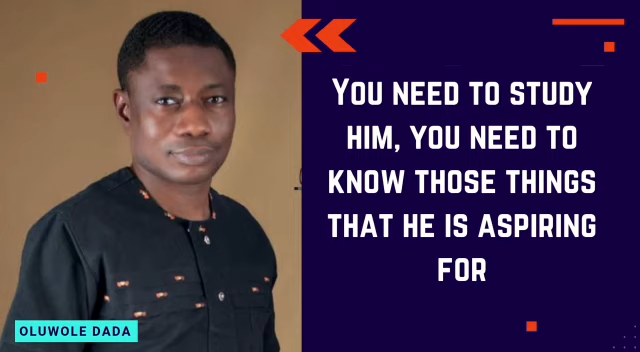 You need to study
him, you need to
know those things
that he is aspiring
for
OLUWOLE DADA